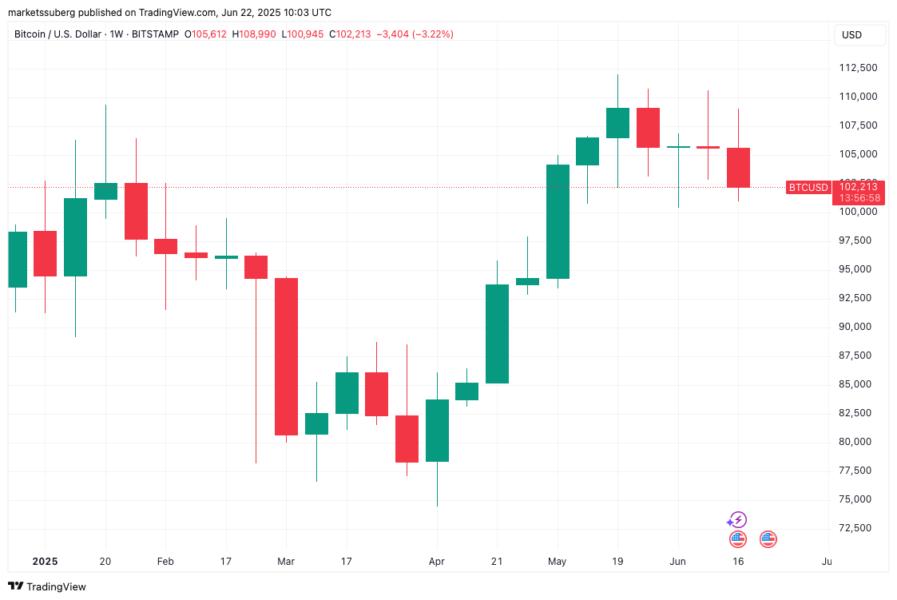 marketssuberg published on TradingView.com, Jun 22, 2025 10:03 UTC
Bitcoin / U.S. Dollar · 1W · BITSTAMP O105,612 H108,990 L100,945 C102,213 −3,404 (−3.22%)
USD
112,500
110,000
107,500
105,000
BTCUSD 102,213
13:56:58
100,000
97,500
95,000
92,500
90,000
87,500
85,000
82,500
80,000
77,500
75,000
72,500
2025 20 Feb 17 Mar 17 Apr 21 May 19 Jun 16 Ju
TradingView